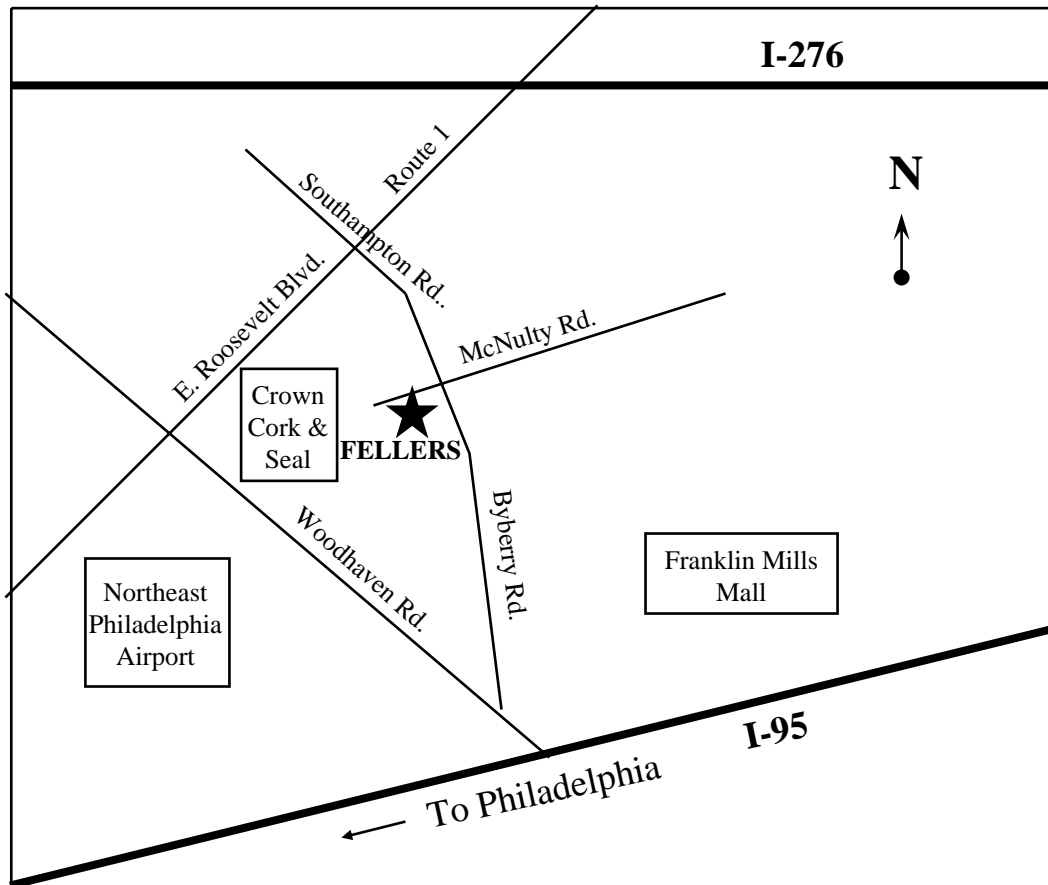 I-276
Route 1
N
Southampton Rd..
E. Roosevelt Blvd.
McNulty Rd.
Crown
Cork &
Seal
FELLERS
Byberry Rd.
Woodhaven Rd.
Franklin Mills
Mall
Northeast
Philadelphia
Airport
I-95
To Philadelphia